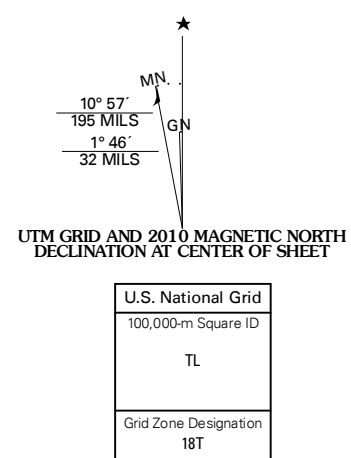 ★
MN
GN
10° 57´
195 MILS
1° 46´
32 MILS
UTM GRID AND 2010 MAGNETIC NORTH
DECLINATION AT CENTER OF SHEET
U.S. National Grid
100,000-m Square ID
TL
Grid Zone Designation
18T